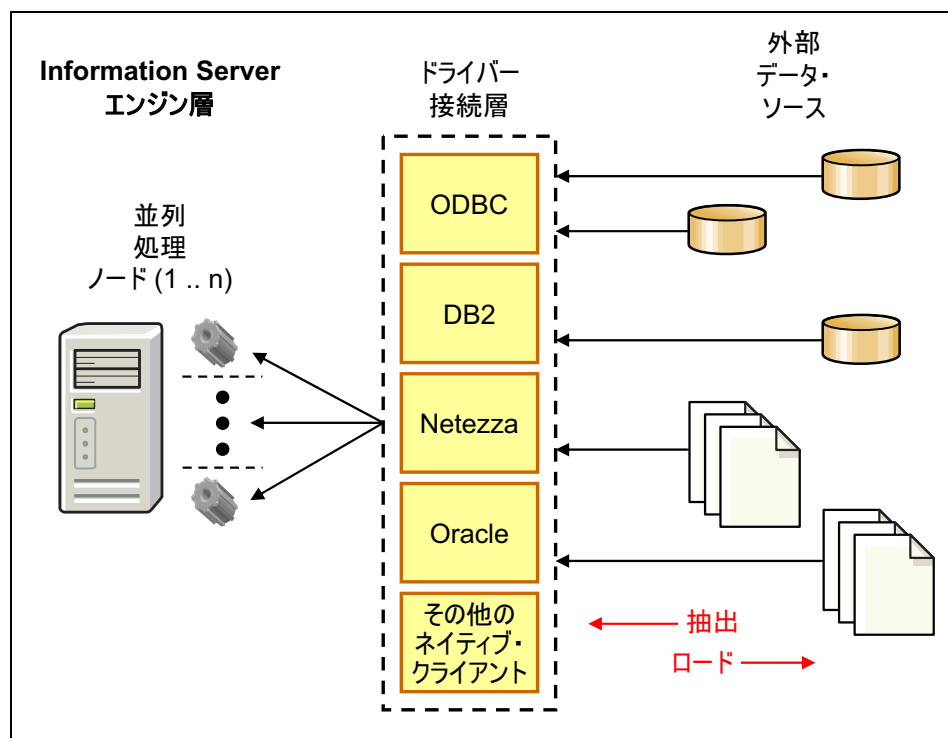 Information Server
エンジン層
ドライバー
接続層
外部
データ・
ソース
並列
処理
ノード (1 .. n)
ODBC
DB2
Netezza
Oracle
その他の
ネイティブ・
クライアント
抽出
ロード